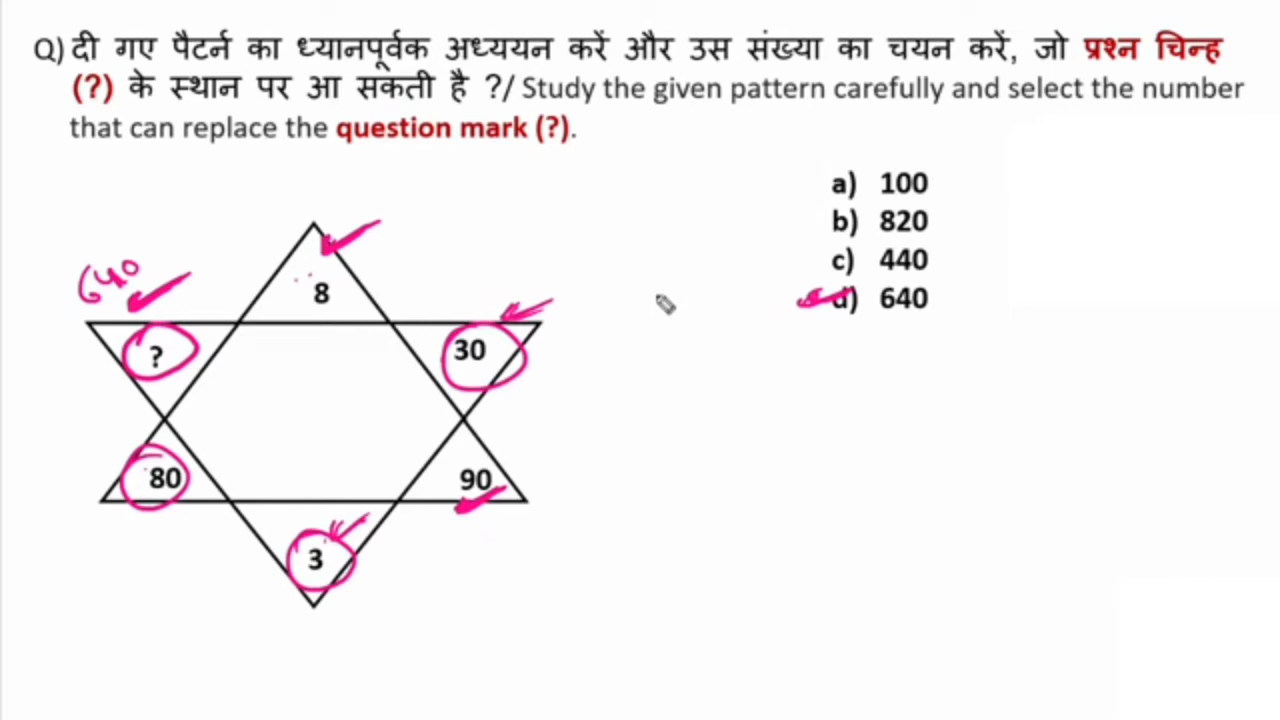 Q) दी गए पैटर्न का ध्यानपूर्वक अध्ययन करें और उस संख्या का चयन करें, जो प्रश्न चिन्ह
(?) के स्थान पर आ सकती है ?/ Study the given pattern carefully and select the number
that can replace the question mark (?).
a) 100
b) 820
c) 440
d) 640
640
8
?
30
80
90
3